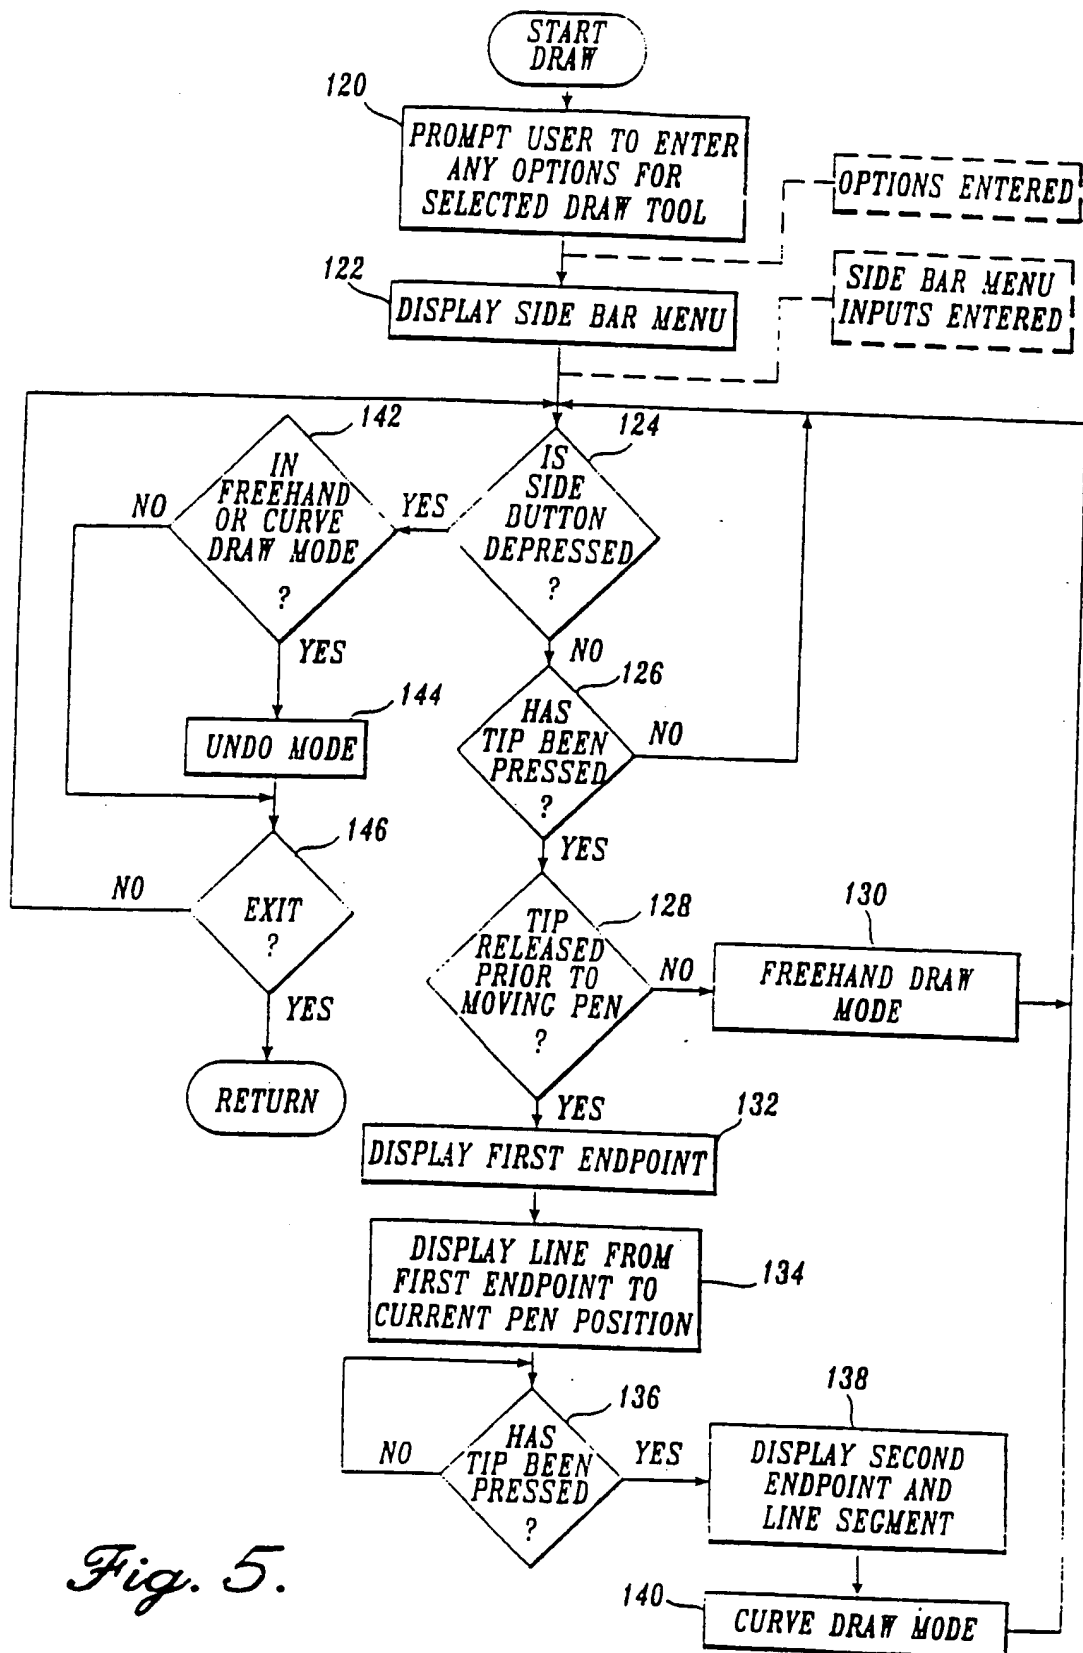 START
DRAW
120
PROMPT USER TO ENTER
ANY OPTIONS FOR
SELECTED DRAW TOOL
OPTIONS ENTERED
122
DISPLAY SIDE BAR MENU
SIDE BAR MENU
INPUTS ENTERED
142
IN
FREEHAND
OR CURVE
DRAW MODE
?
NO
YES
124
IS
SIDE
BUTTON
DEPRESSED
?
YES
NO
144
UNDO MODE
126
HAS
TIP BEEN
PRESSED
?
NO
YES
146
EXIT
?
NO
YES
RETURN
128
TIP
RELEASED
PRIOR TO
MOVING PEN
?
NO
130
FREEHAND DRAW
MODE
YES
132
DISPLAY FIRST ENDPOINT
DISPLAY LINE FROM
FIRST ENDPOINT TO
CURRENT PEN POSITION
134
136
HAS
TIP BEEN
PRESSED
?
NO
YES
138
DISPLAY SECOND
ENDPOINT AND
LINE SEGMENT
140
CURVE DRAW MODE
Fig. 5.